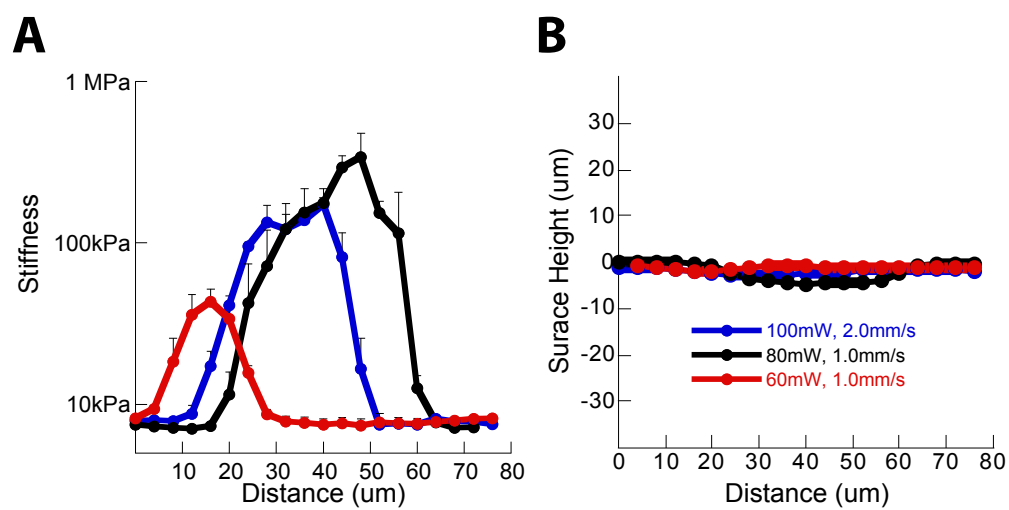 A
1 MPa
100kPa
10kPa
Stiffness
10 20 30 40 50 60 70 80
Distance (um)
B
30
20
10
0
-10
-20
-30
Surace Height (um)
100mW, 2.0mm/s
80mW, 1.0mm/s
60mW, 1.0mm/s
0 10 20 30 40 50 60 70 80
Distance (um)